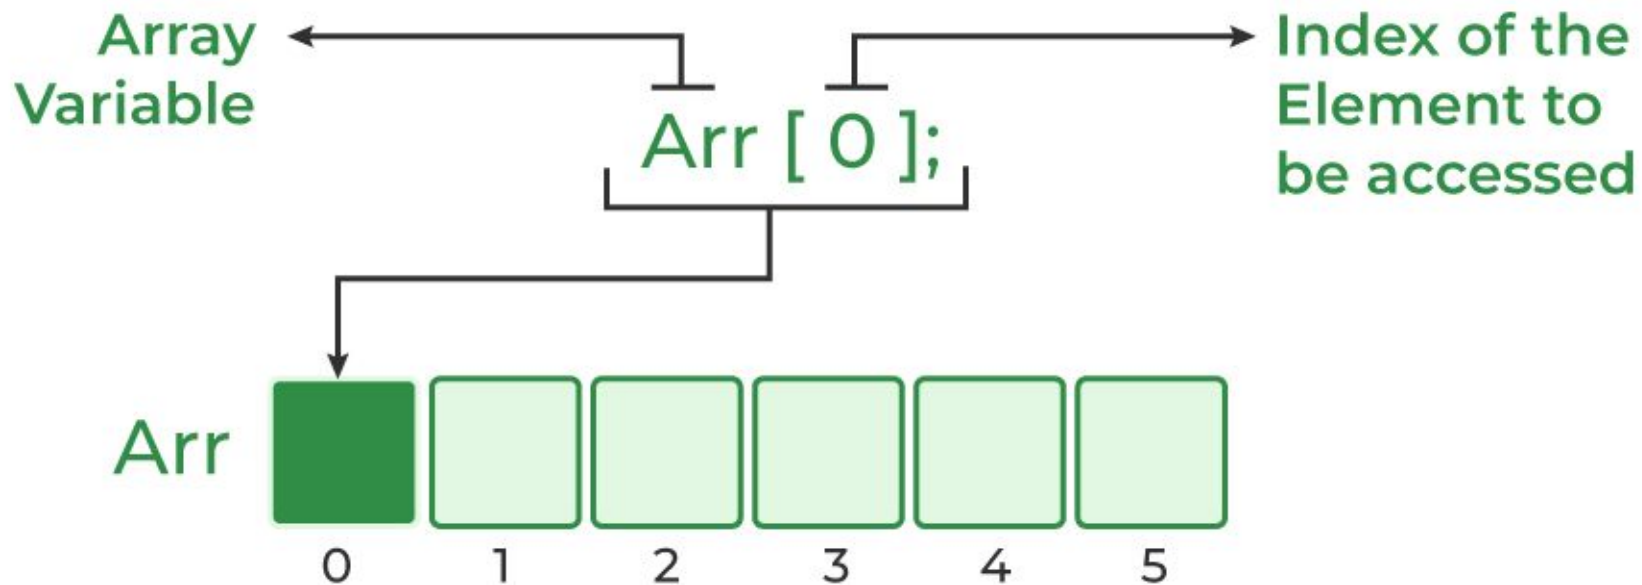 Array
Variable
Index of the
Element to
be accessed
Arr [ 0 ];
Arr
0 1 2 3 4 5